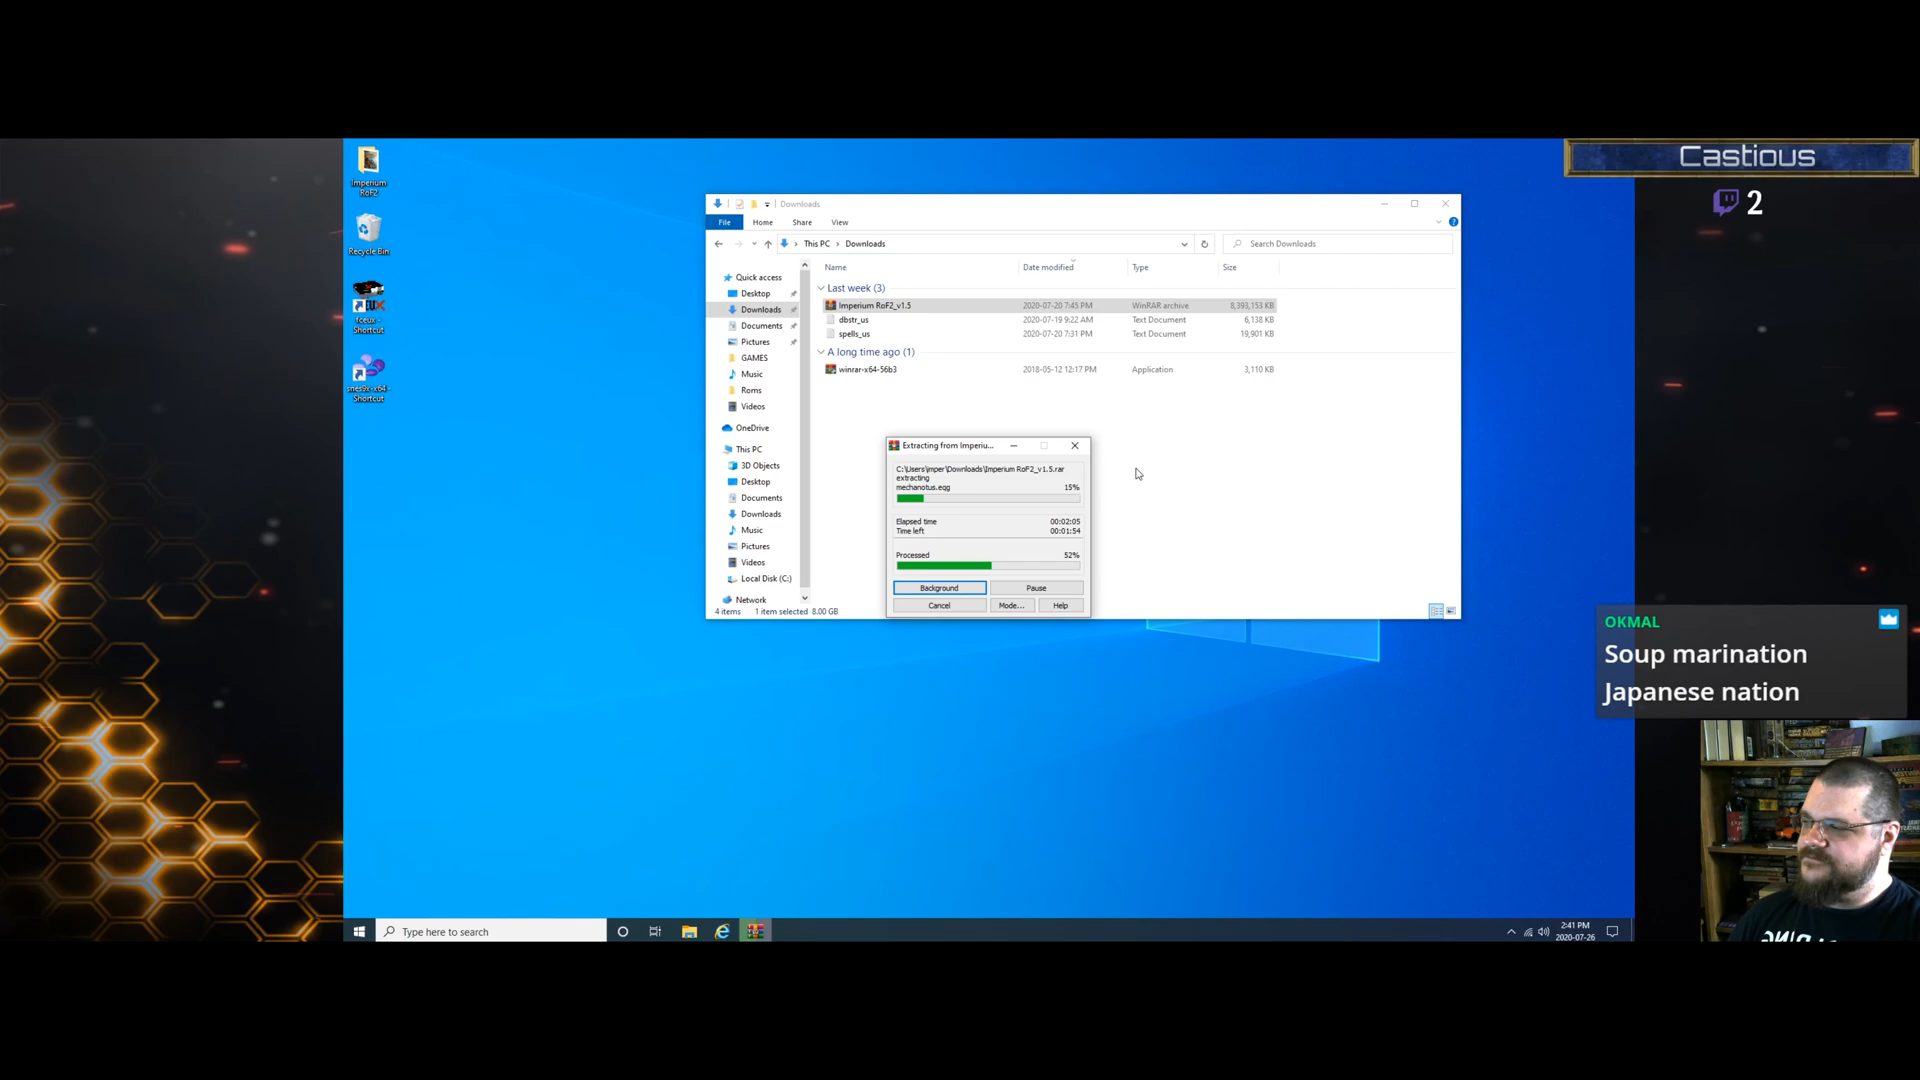 Imperium
RoF2
Recycle Bin
fceux -
Shortcut
snes9x-x64 -
Shortcut
Downloads
File Home Share View
This PC Downloads
Search Downloads
Name Date modified Type Size
Quick access
Desktop
Downloads
Documents
Pictures
GAMES
Music
Roms
Videos
OneDrive
This PC
3D Objects
Desktop
Documents
Downloads
Music
Pictures
Videos
Local Disk (C:)
Network
Last week (3)
Imperium RoF2_v1.5 2020-07-20 7:45 PM WinRAR archive 8,393,153 KB
dbstr_us 2020-07-19 9:22 AM Text Document 6,138 KB
spells_us 2020-07-20 7:31 PM Text Document 19,901 KB
A long time ago (1)
winrar-x64-56b3 2018-05-12 12:17 PM Application 3,110 KB
4 items 1 item selected 8.00 GB
Extracting from Imperiu...
C:\Users\imper\Downloads\Imperium RoF2_v1.5.rar
extracting
mechanotus.eqg 15%
Elapsed time 00:02:05
Time left 00:01:54
Processed 52%
Background Pause
Cancel Mode... Help
Castious
2
OKMAL
Soup marination
Japanese nation
Type here to search
2:41 PM
2020-07-26